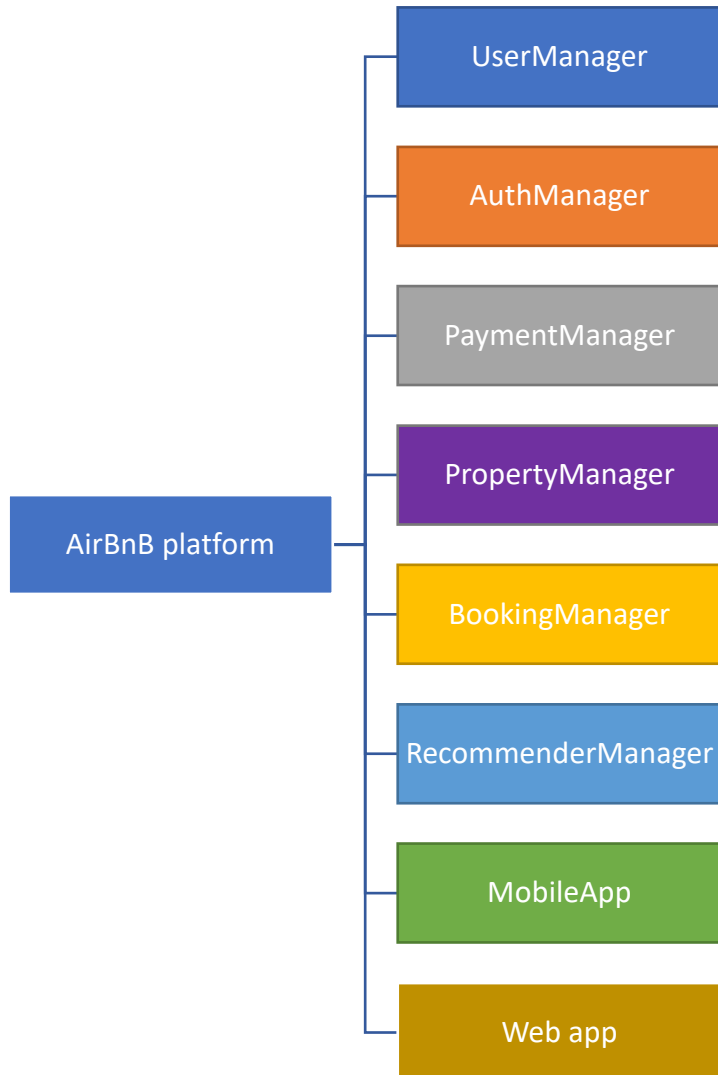 UserManager
AuthManager
PaymentManager
PropertyManager
AirBnB platform
BookingManager
RecommenderManager
MobileApp
Web app